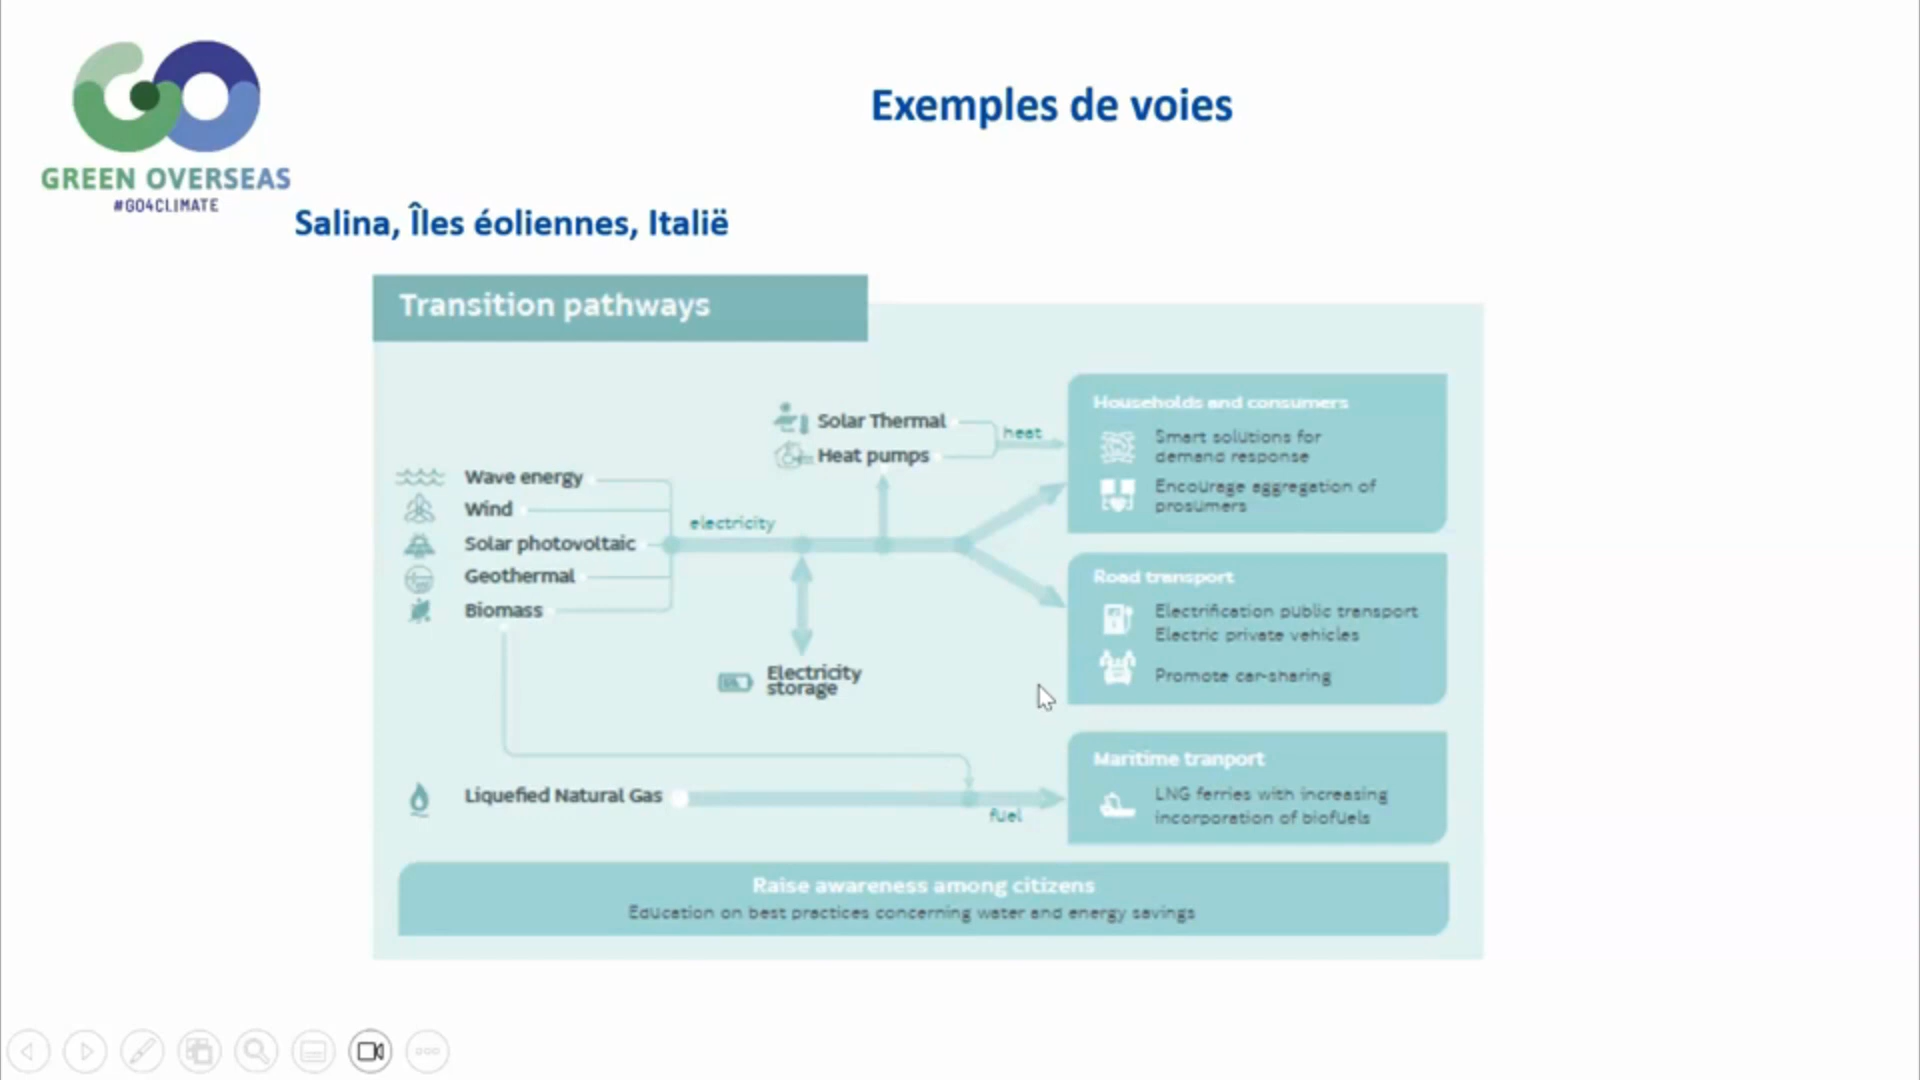 GREEN OVERSEAS
#GO4CLIMATE
Exemples de voies
Salina, Îles éoliennes, Italië
Transition pathways
Solar Thermal
Heat pumps
heat
Wave energy
Wind
Solar photovoltaic
Geothermal
Biomass
electricity
Electricity
storage
Liquefied Natural Gas
fuel
Households and consumers
Smart solutions for
demand response
Encourage aggregation of
prosumers
Road transport
Electrification public transport
Electric private vehicles
Promote car-sharing
Maritime tranport
LNG ferries with increasing
incorporation of biofuels
Raise awareness among citizens
Education on best practices concerning water and energy savings